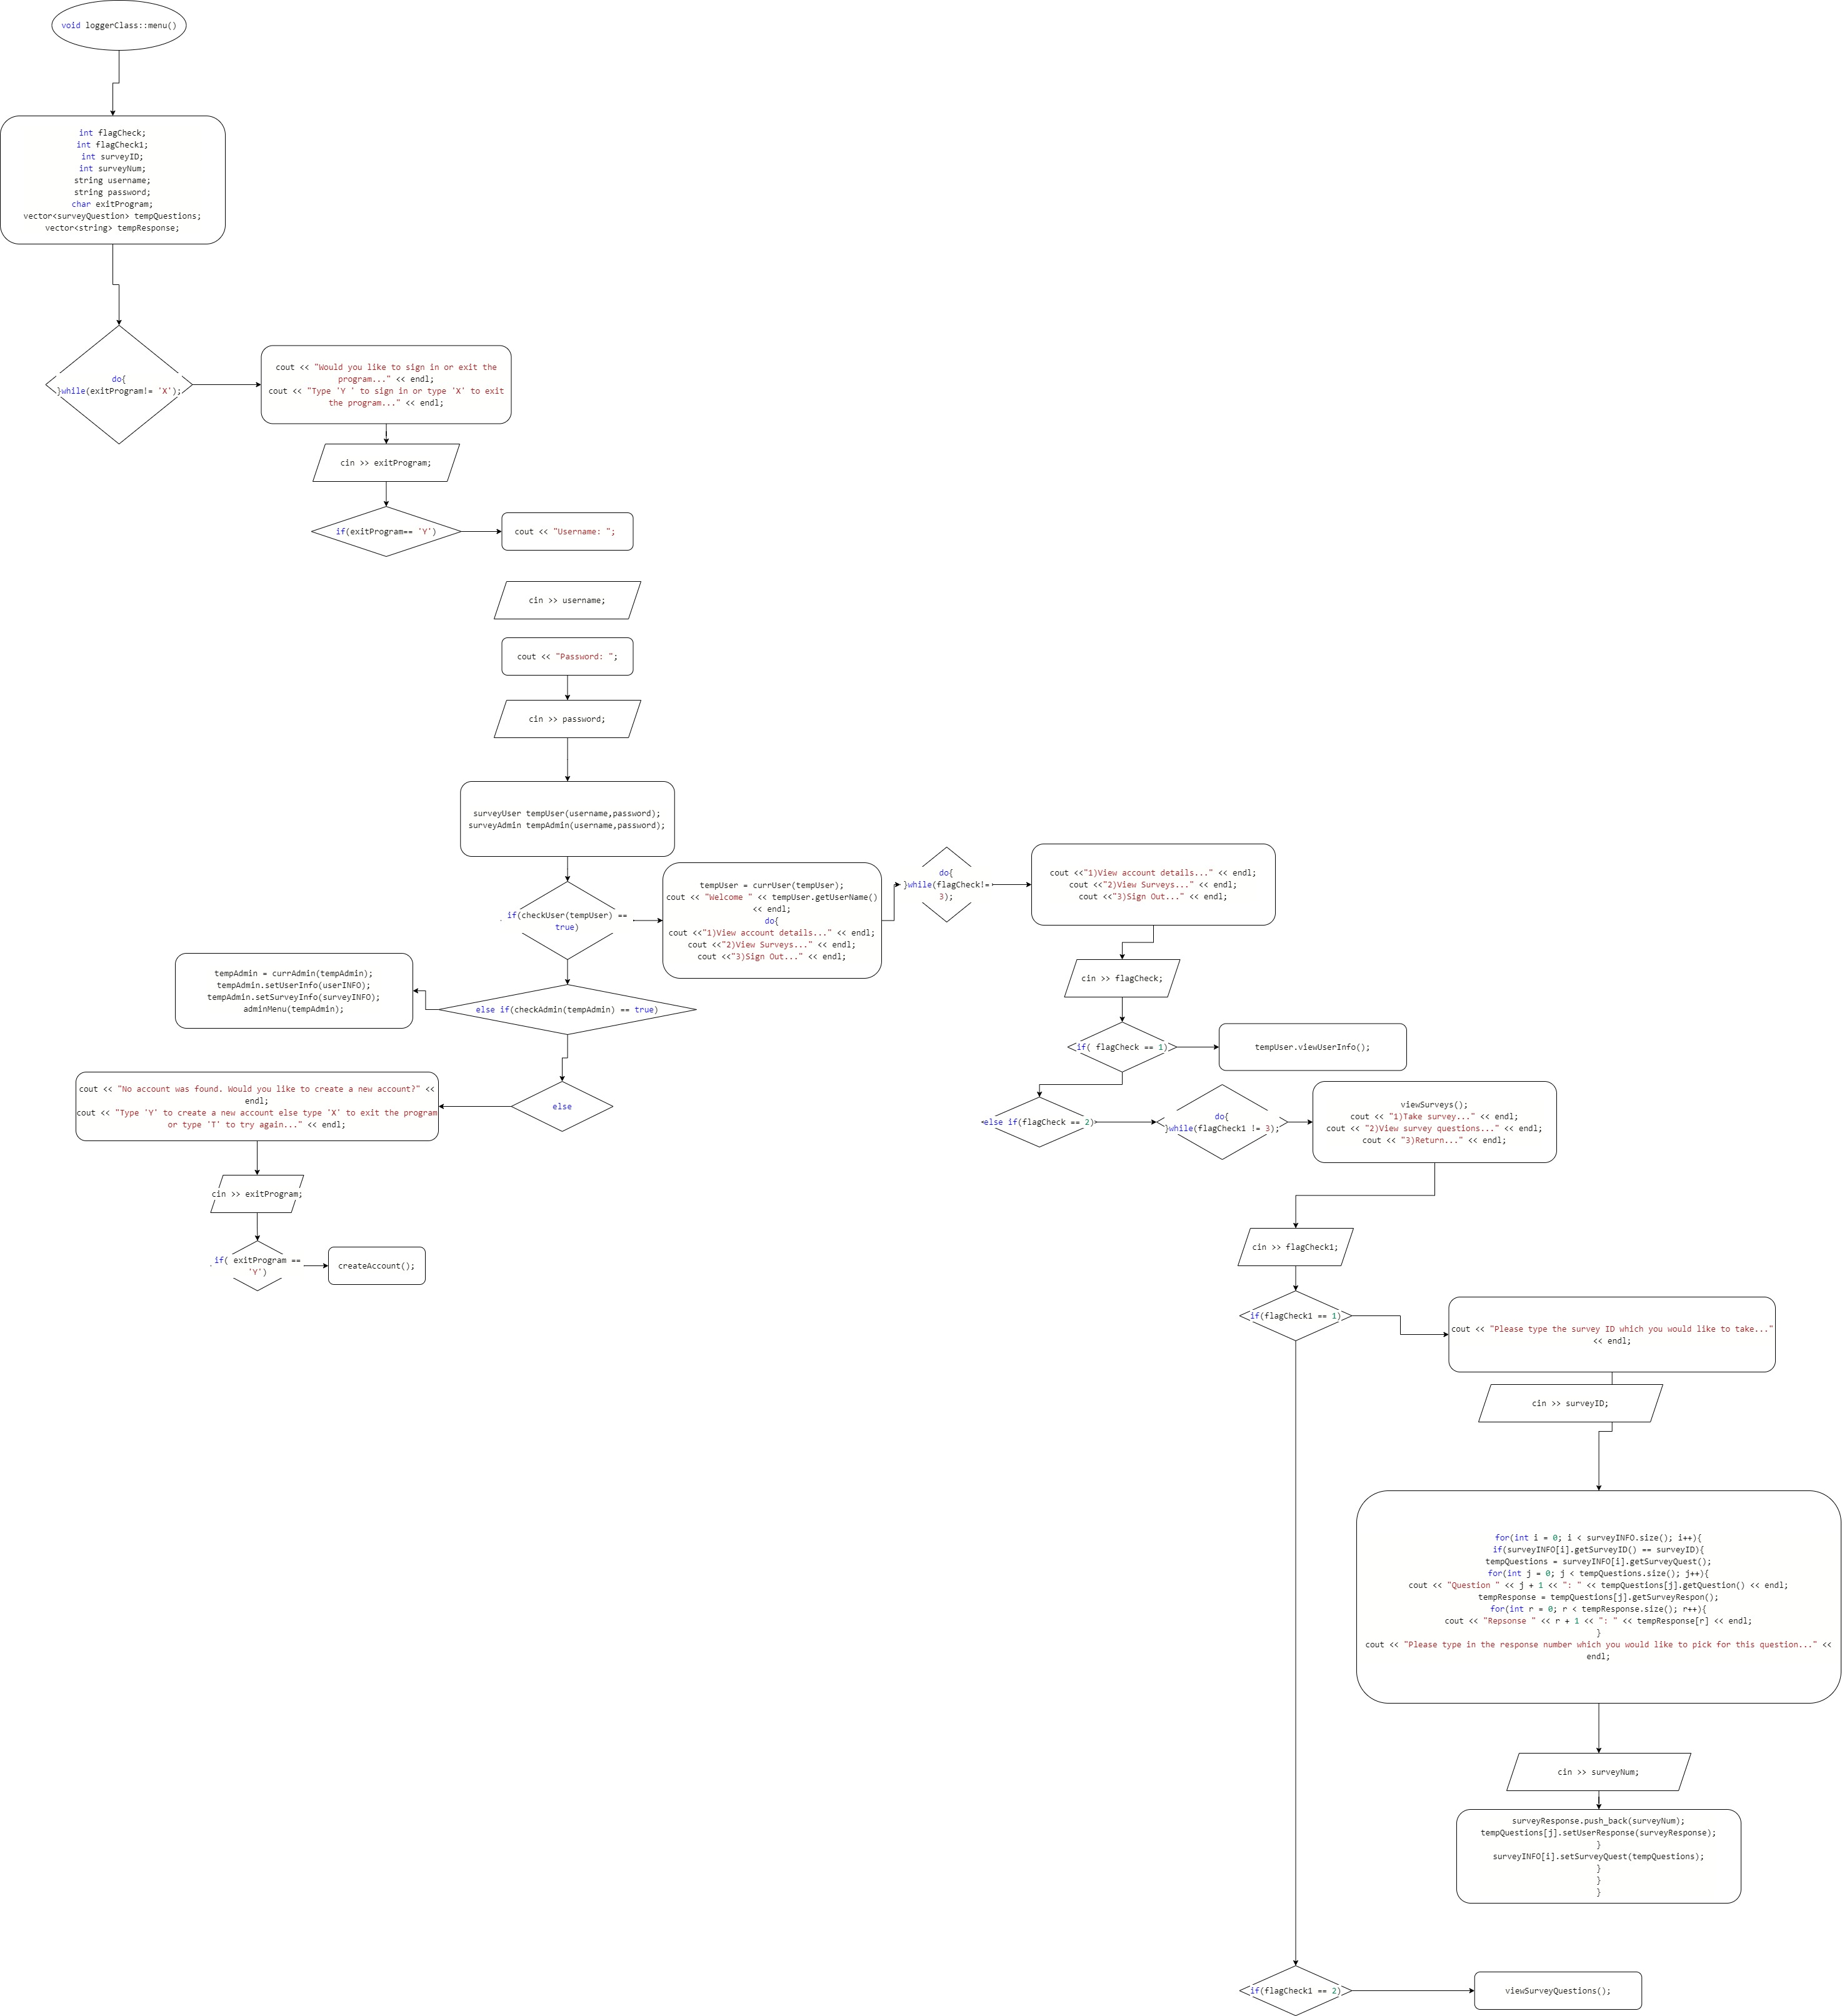 void loggerClass::menu()
int flagCheck;
int flagCheck1;
int surveyID;
int surveyNum;
string username;
string password;
char exitProgram;
vector<surveyQuestion> tempQuestions;
vector<string> tempResponse;
do{
}while(exitProgram!= 'X');
cout << "Would you like to sign in or exit the
program..." << endl;
cout << "Type 'Y ' to sign in or type 'X' to exit
the program..." << endl;
cin >> exitProgram;
if(exitProgram== 'Y')
cout << "Username: ";
cin >> username;
cout << "Password: ";
cin >> password;
surveyUser tempUser(username,password);
surveyAdmin tempAdmin(username,password);
if(checkUser(tempUser) ==
true)
tempUser = currUser(tempUser);
cout << "Welcome " << tempUser.getUserName()
<< endl;
do{
cout <<"1)View account details..." << endl;
cout <<"2)View Surveys..." << endl;
cout <<"3)Sign Out..." << endl;
do{
}while(flagCheck!=
3);
cout <<"1)View account details..." << endl;
cout <<"2)View Surveys..." << endl;
cout <<"3)Sign Out..." << endl;
cin >> flagCheck;
if( flagCheck == 1)
tempUser.viewUserInfo();
else if(flagCheck == 2)
do{
}while(flagCheck1 != 3);
viewSurveys();
cout << "1)Take survey..." << endl;
cout << "2)View survey questions..." << endl;
cout << "3)Return..." << endl;
tempAdmin = currAdmin(tempAdmin);
tempAdmin.setUserInfo(userINFO);
tempAdmin.setSurveyInfo(surveyINFO);
adminMenu(tempAdmin);
else if(checkAdmin(tempAdmin) == true)
cout << "No account was found. Would you like to create a new account?" <<
endl;
cout << "Type 'Y' to create a new account else type 'X' to exit the program
or type 'T' to try again..." << endl;
else
cin >> exitProgram;
if( exitProgram ==
'Y')
createAccount();
cin >> flagCheck1;
if(flagCheck1 == 1)
cout << "Please type the survey ID which you would like to take..."
<< endl;
cin >> surveyID;
for(int i = 0; i < surveyINFO.size(); i++){
if(surveyINFO[i].getSurveyID() == surveyID){
tempQuestions = surveyINFO[i].getSurveyQuest();
for(int j = 0; j < tempQuestions.size(); j++){
cout << "Question " << j + 1 << ": " << tempQuestions[j].getQuestion() << endl;
tempResponse = tempQuestions[j].getSurveyRespon();
for(int r = 0; r < tempResponse.size(); r++){
cout << "Repsonse " << r + 1 << ": " << tempResponse[r] << endl;
}
cout << "Please type in the response number which you would like to pick for this question..." <<
endl;
cin >> surveyNum;
surveyResponse.push_back(surveyNum);
tempQuestions[j].setUserResponse(surveyResponse);
}
surveyINFO[i].setSurveyQuest(tempQuestions);
}
}
}
if(flagCheck1 == 2)
viewSurveyQuestions();